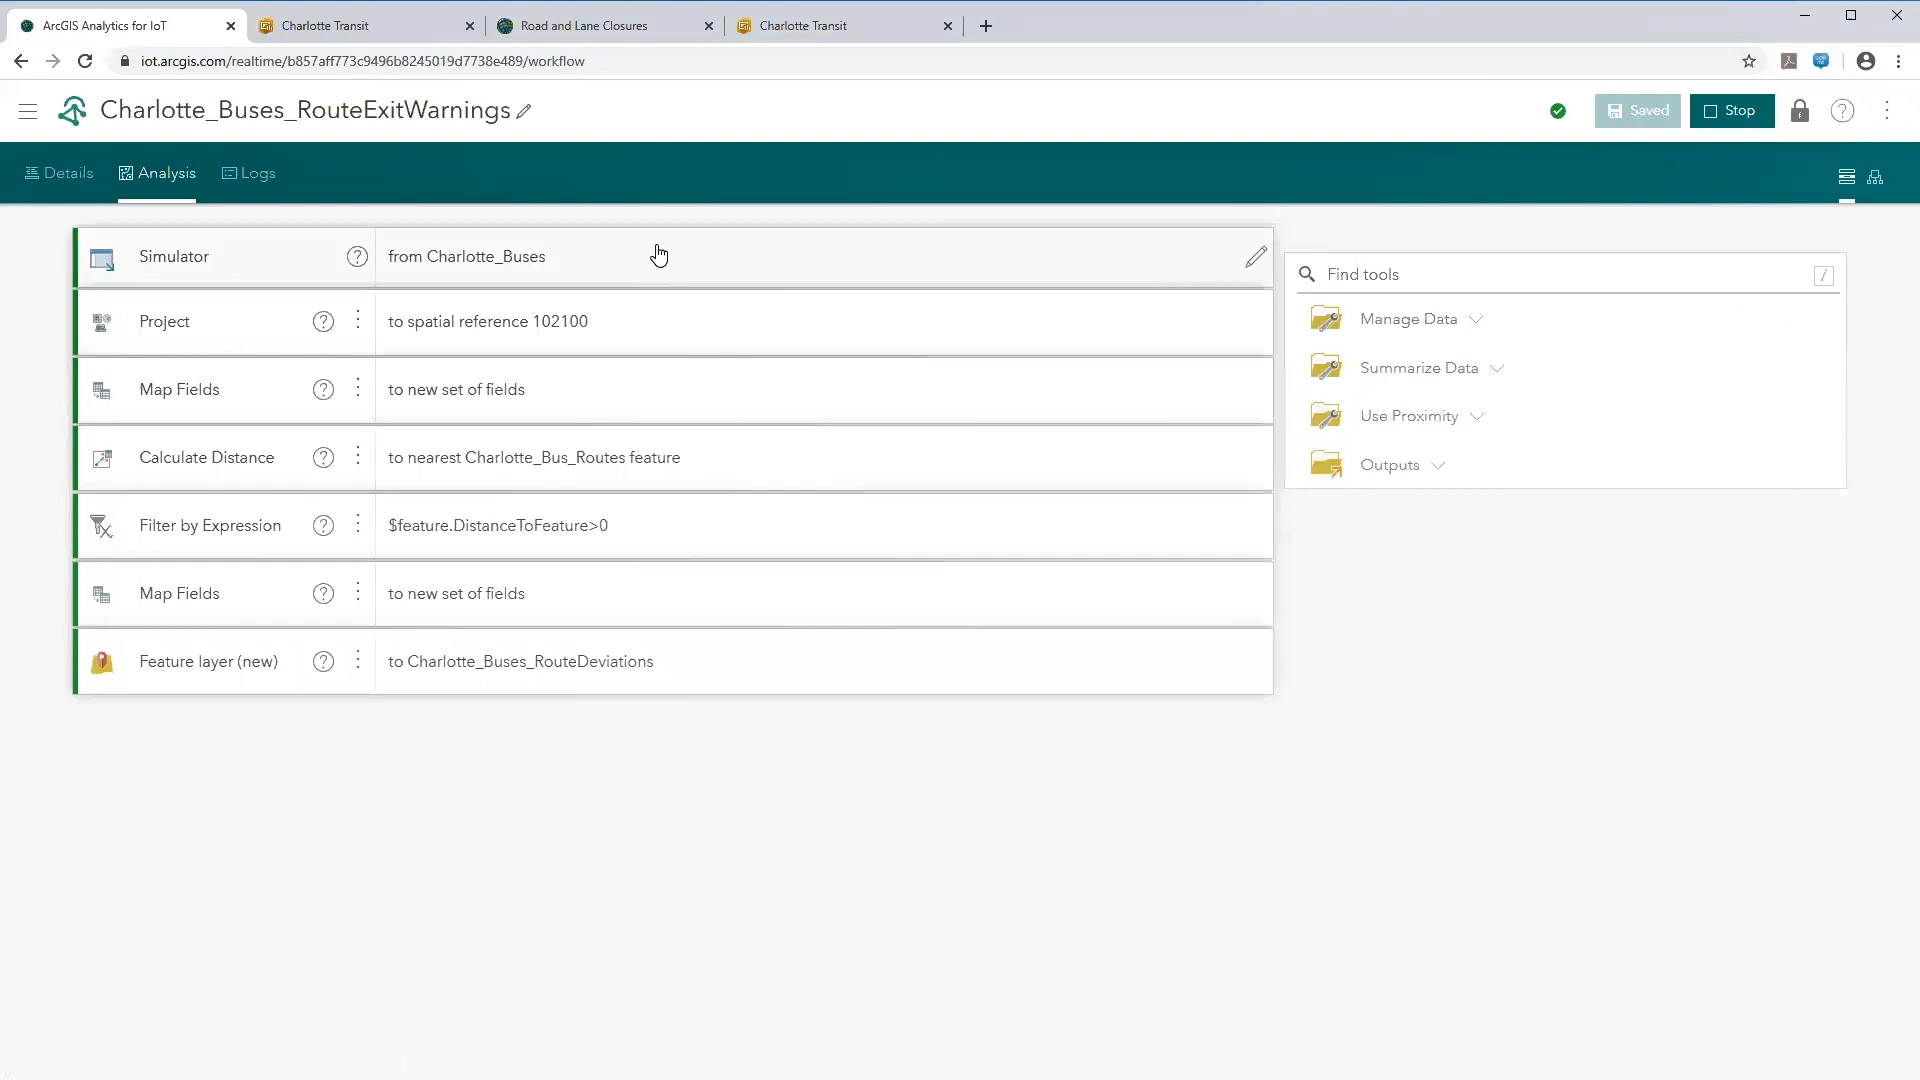 ArcGIS Analytics for IoT
Charlotte Transit
Road and Lane Closures
Charlotte Transit
iot.arcgis.com/realtime/b857aff773c9496b8245019d7738e489/workflow
Charlotte_Buses_RouteExitWarnings
Saved
Stop
?
Details
Analysis
Logs
Simulator ? from Charlotte_Buses
Project ? to spatial reference 102100
Map Fields ? to new set of fields
Calculate Distance ? to nearest Charlotte_Bus_Routes feature
Filter by Expression ? $feature.DistanceToFeature>0
Map Fields ? to new set of fields
Feature layer (new) ? to Charlotte_Buses_RouteDeviations
Find tools /
Manage Data
Summarize Data
Use Proximity
Outputs